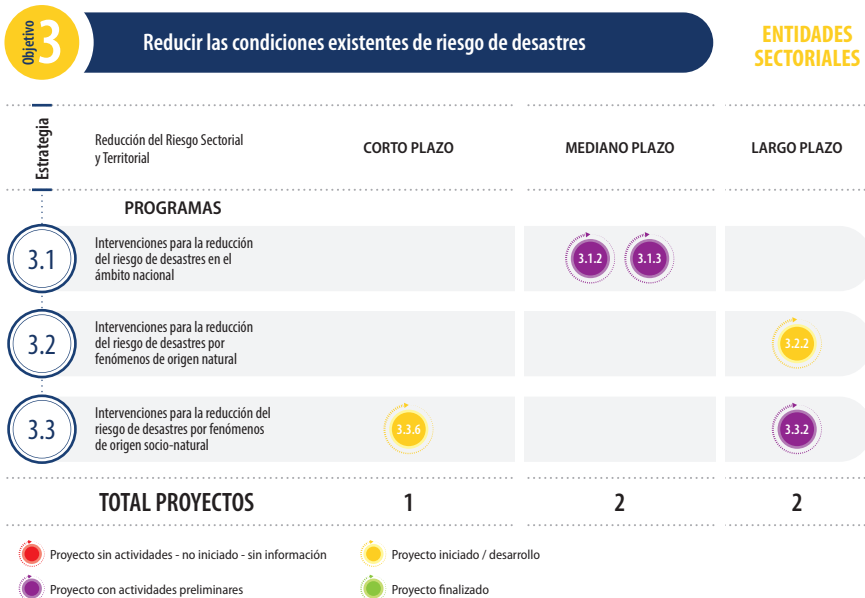 Objetivo
3
Reducir las condiciones existentes de riesgo de desastres
ENTIDADES
SECTORIALES
Estrategia
Reducción del Riesgo Sectorial
y Territorial
CORTO PLAZO
MEDIANO PLAZO
LARGO PLAZO
PROGRAMAS
3.1
Intervenciones para la reducción
del riesgo de desastres en el
ámbito nacional
3.1.2
3.1.3
3.2
Intervenciones para la reducción
del riesgo de desastres por
fenómenos de origen natural
3.2.2
3.3
Intervenciones para la reducción del
riesgo de desastres por fenómenos
de origen socio-natural
3.3.6
3.3.2
TOTAL PROYECTOS
1
2
2
Proyecto sin actividades - no iniciado - sin información
Proyecto iniciado / desarrollo
Proyecto con actividades preliminares
Proyecto finalizado